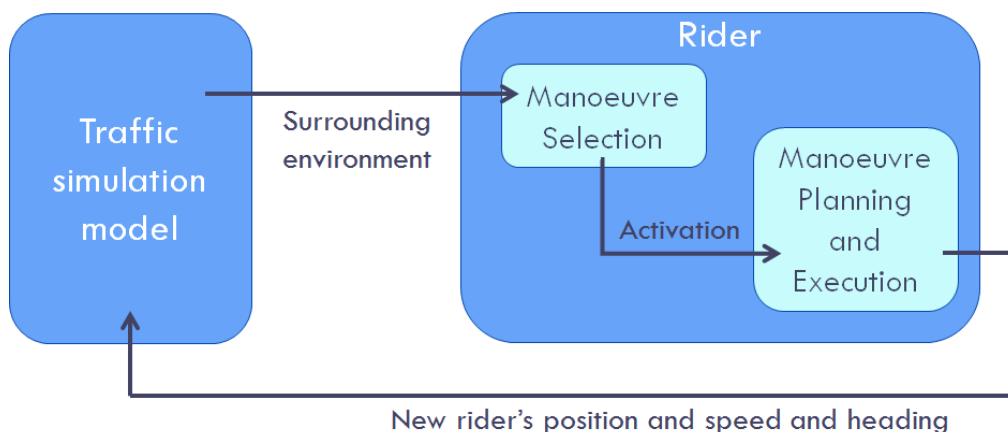 Traffic
simulation
model
Surrounding
environment
Rider
Manoeuvre
Selection
Activation
Manoeuvre
Planning
and
Execution
New rider's position and speed and heading